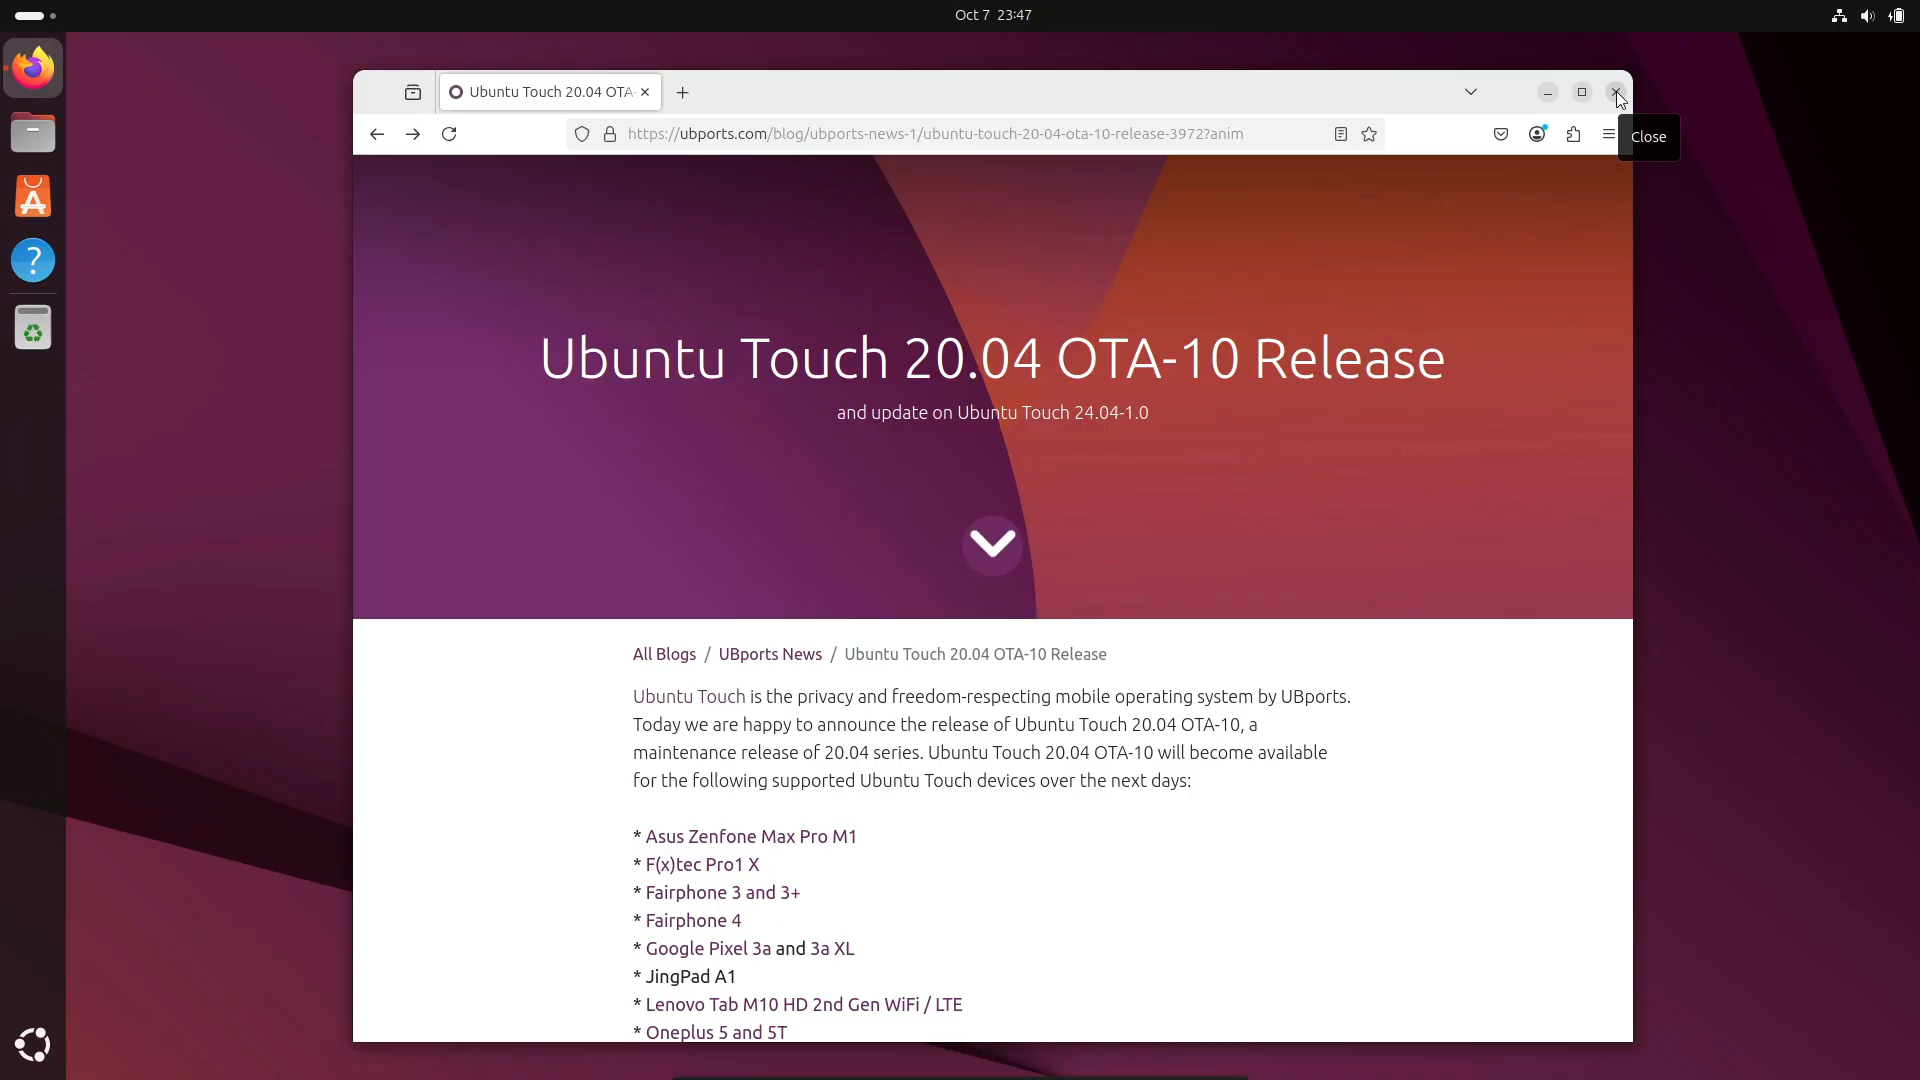 Oct 7 23:47
Ubuntu Touch 20.04 OTA-
https://ubports.com/blog/ubports-news-1/ubuntu-touch-20-04-ota-10-release-3972?anim
Close
Ubuntu Touch 20.04 OTA-10 Release
and update on Ubuntu Touch 24.04-1.0
All Blogs / UBports News / Ubuntu Touch 20.04 OTA-10 Release
Ubuntu Touch is the privacy and freedom-respecting mobile operating system by UBports.
Today we are happy to announce the release of Ubuntu Touch 20.04 OTA-10, a
maintenance release of 20.04 series. Ubuntu Touch 20.04 OTA-10 will become available
for the following supported Ubuntu Touch devices over the next days:
* Asus Zenfone Max Pro M1
* F(x)tec Pro1 X
* Fairphone 3 and 3+
* Fairphone 4
* Google Pixel 3a and 3a XL
* JingPad A1
* Lenovo Tab M10 HD 2nd Gen WiFi / LTE
* Oneplus 5 and 5T